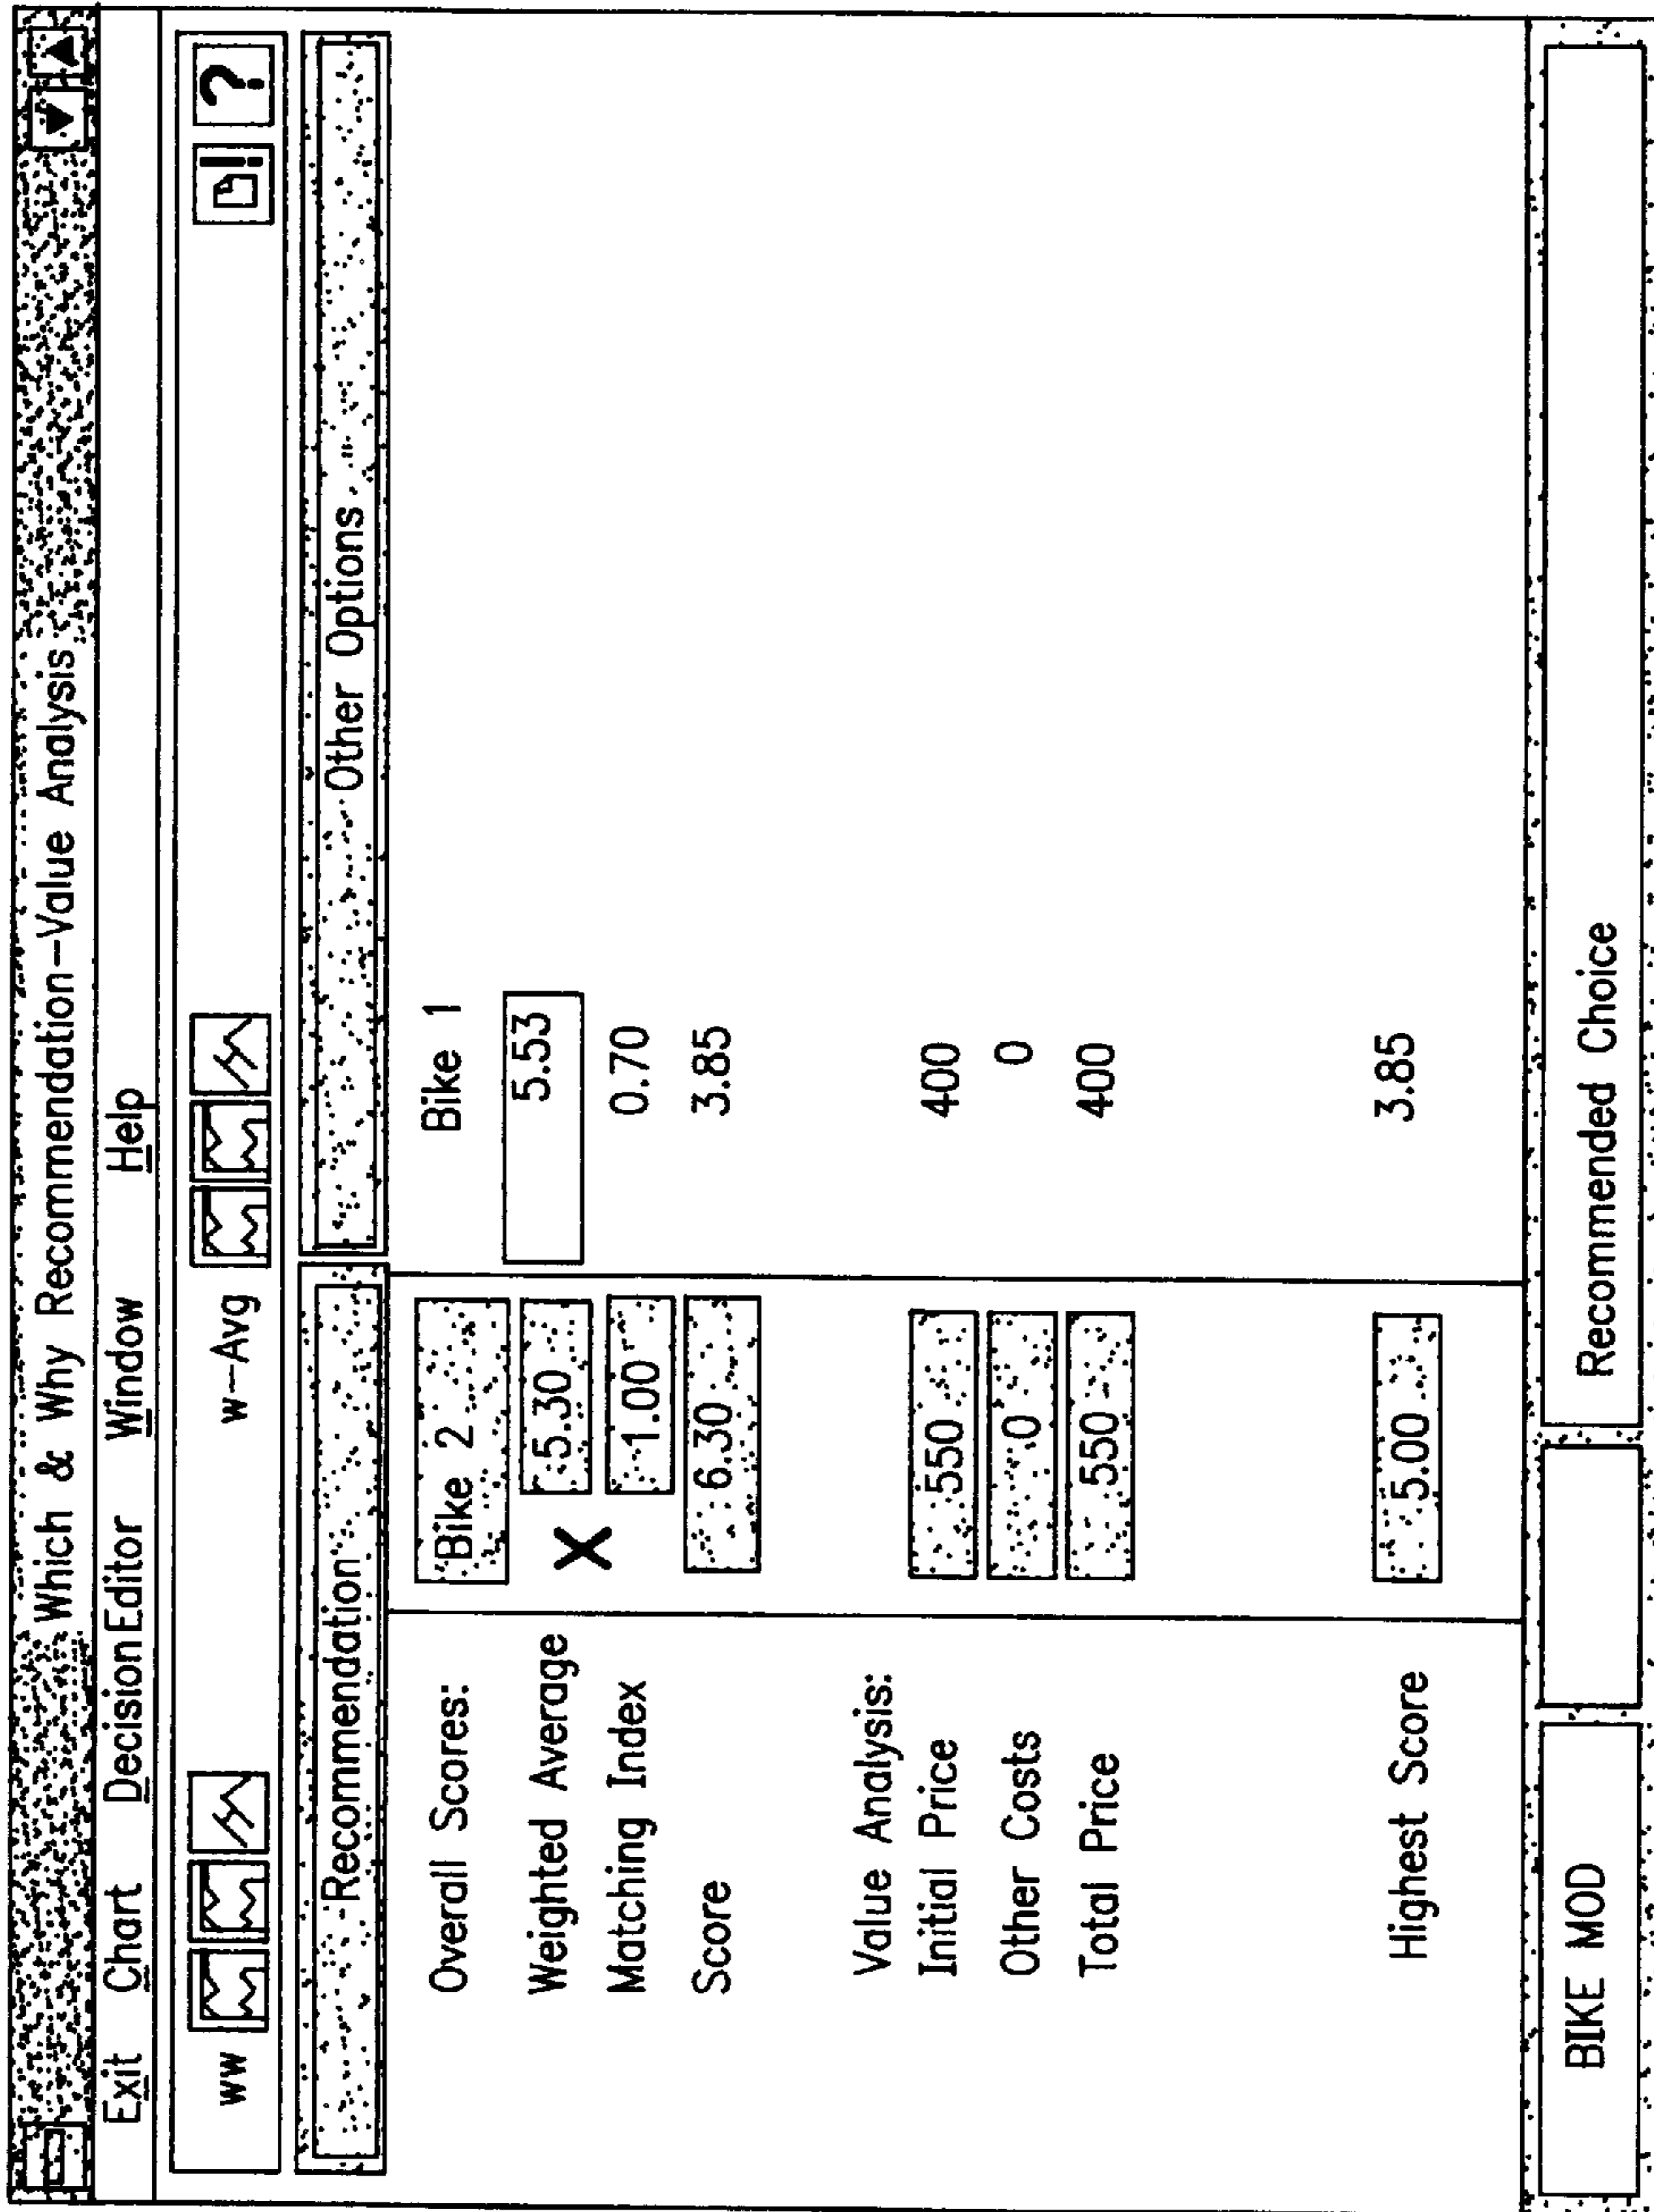 Which & Why Recommendation-Value Analysis
Exit Chart Decision Editor Window Help
ww w-Avg ?
Recommendation Other Options
Overall Scores: Bike 2 Bike 1
Weighted Average X 5.30 5.53
Matching Index 1.00 0.70
Score 6.30 3.85
Value Analysis:
Initial Price 550 400
Other Costs 0 0
Total Price 550 400
Highest Score 5.00 3.85
BIKE MOD Recommended Choice